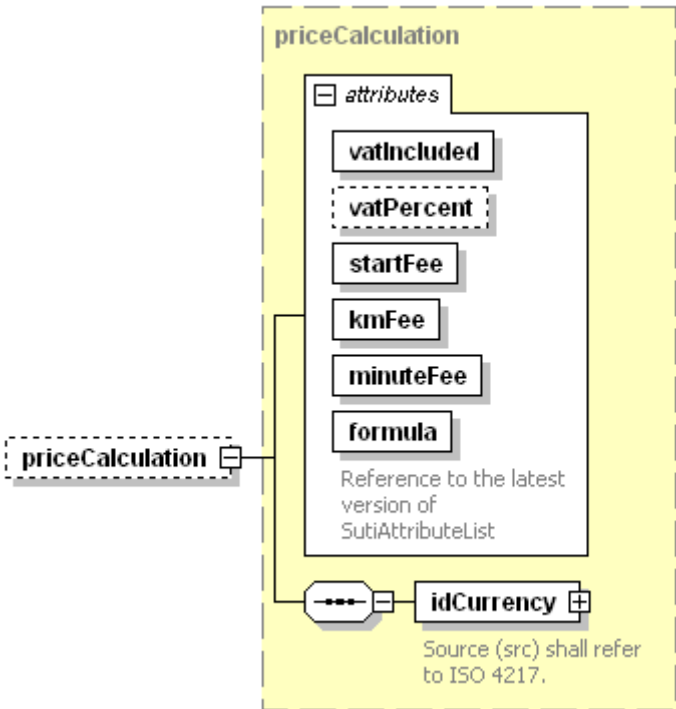 priceCalculation
attributes
vatIncluded
vatPercent
startFee
kmFee
minuteFee
formula
Reference to the latest
version of
SutiAttributeList
priceCalculation
idCurrency
Source (src) shall refer
to ISO 4217.